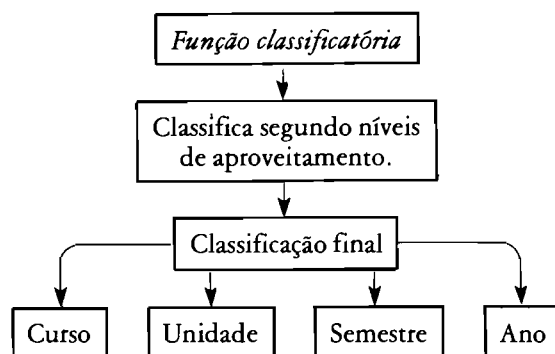 Função classificatória
Classifica segundo níveis
de aproveitamento.
Classificação final
Curso
Unidade
Semestre
Ano